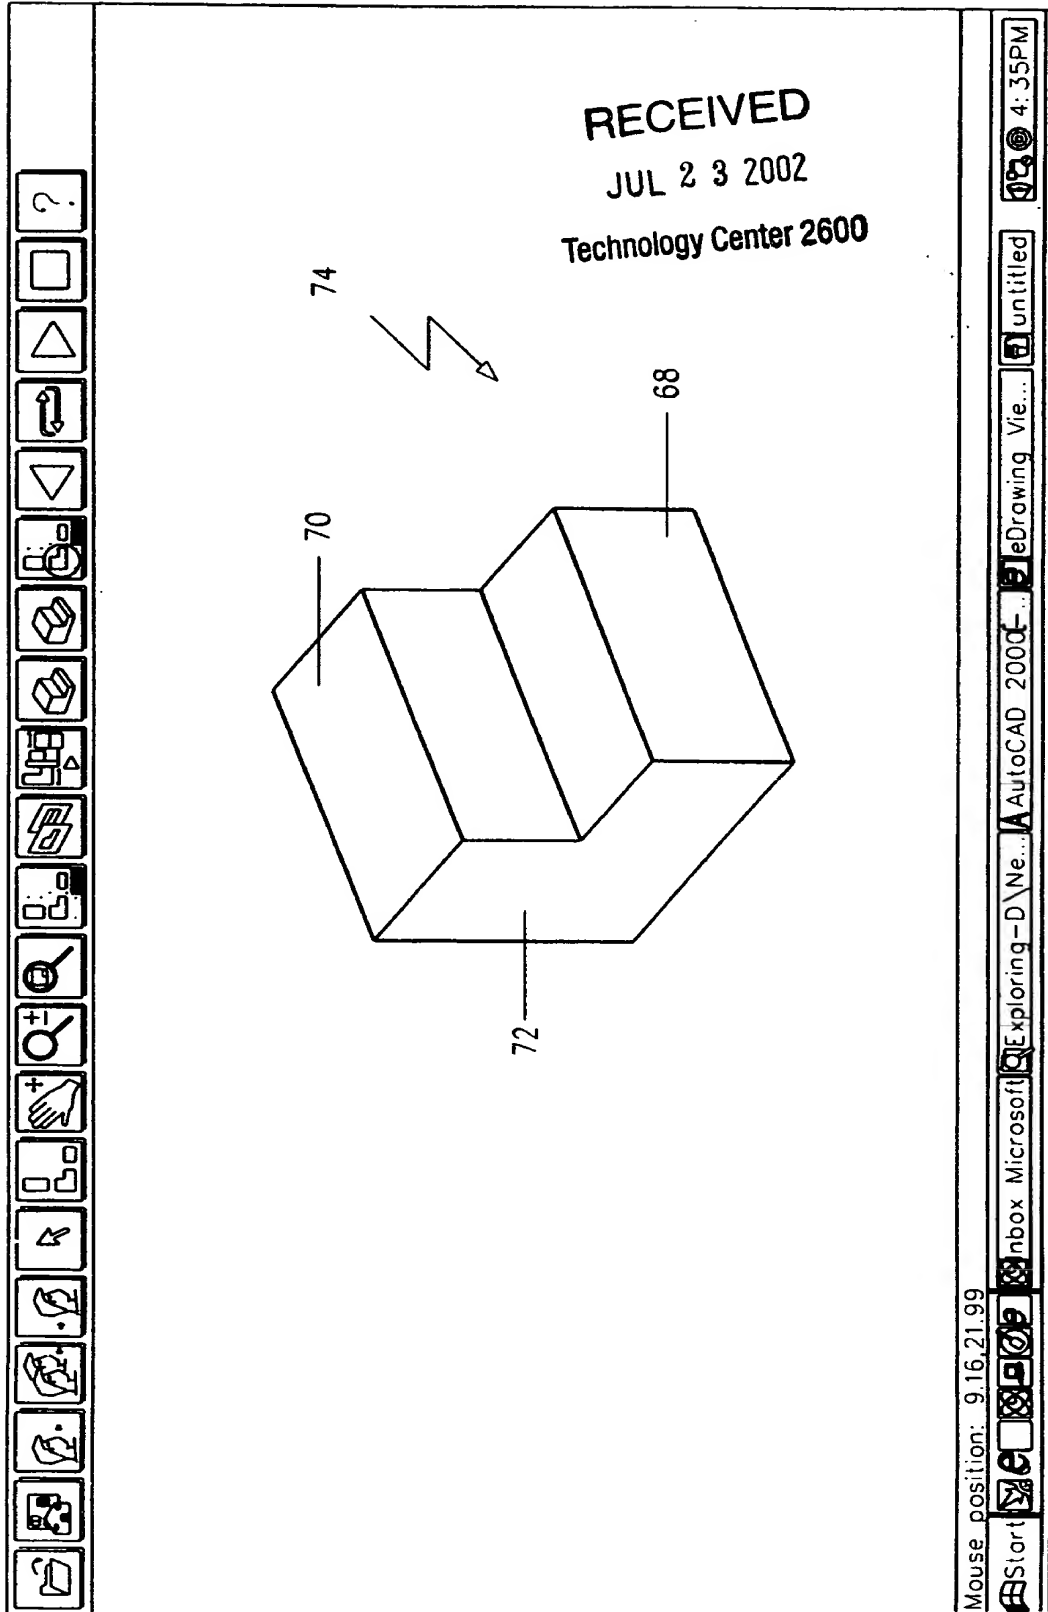 ?
RECEIVED
JUL 2 3 2002
Technology Center 2600
74
70
68
72
Mouse position: 9.16,21.99
Start
Inbox Microsoft
Exploring-D\Ne...
AutoCAD 2000
eDrawing Vie...
untitled
4:35PM